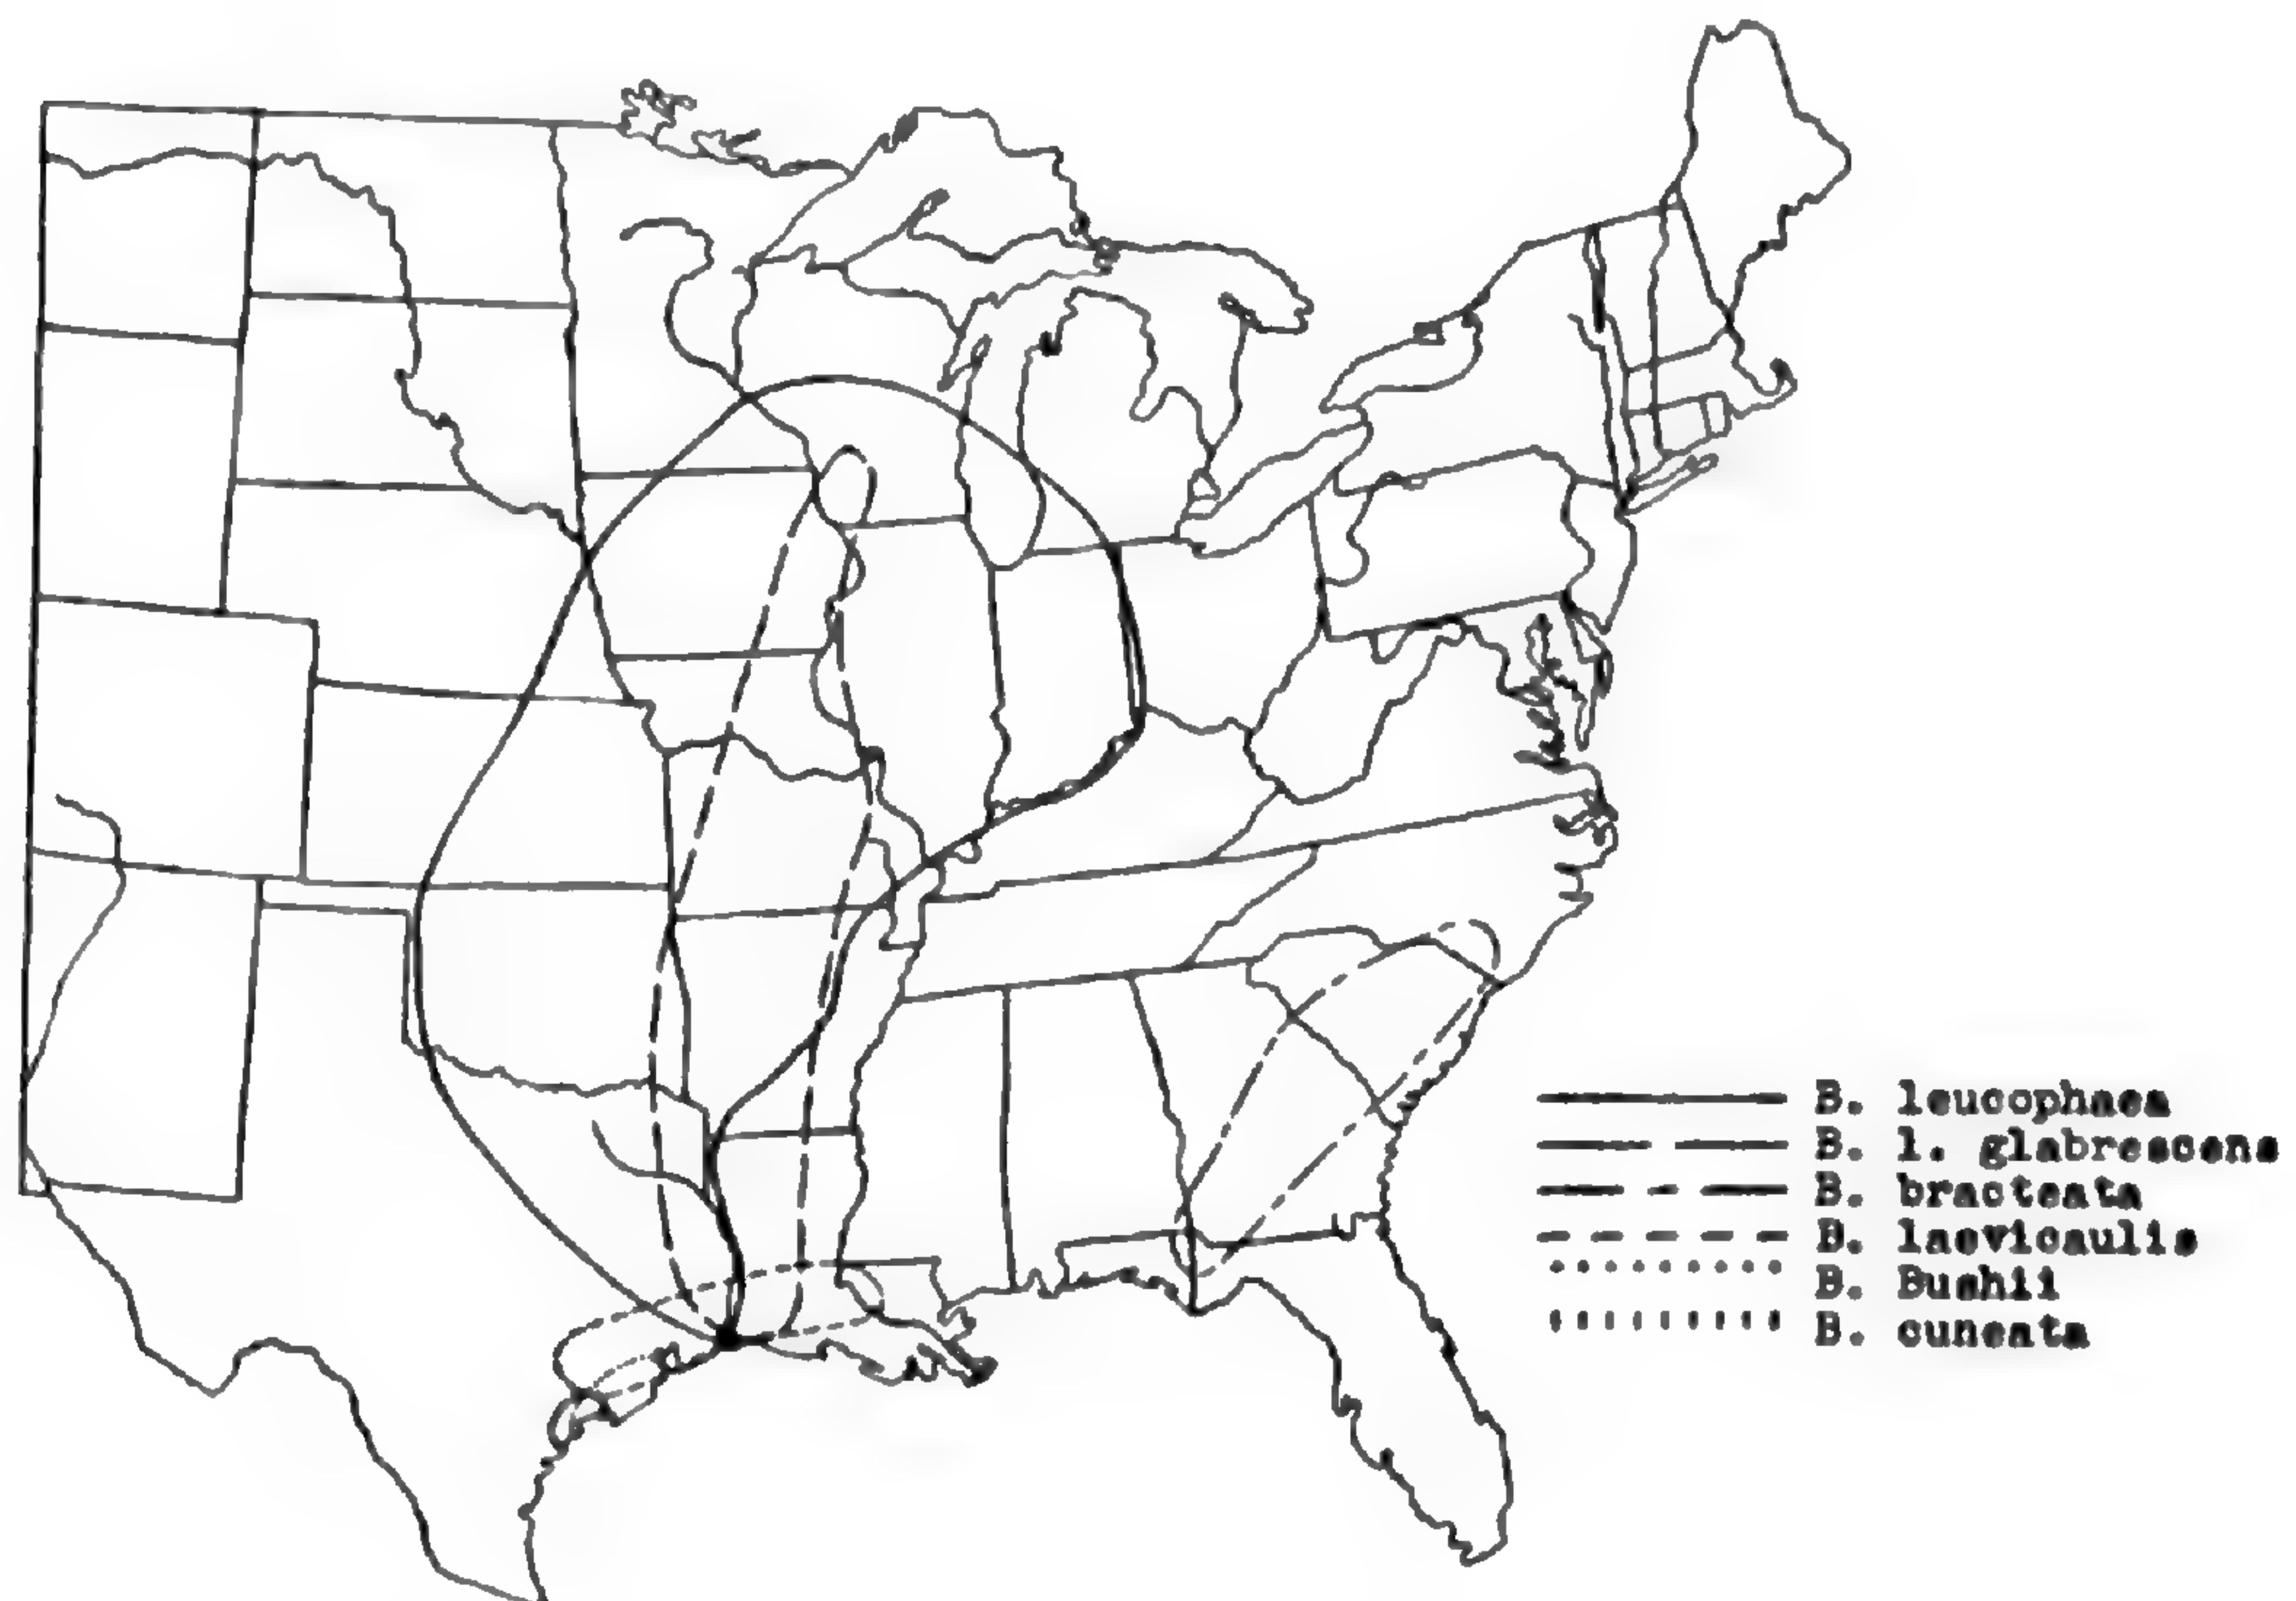 B. leucophaea
B. l. glabrescens
B. bracteata
B. laevicaulis
B. Bushii
B. cuneata